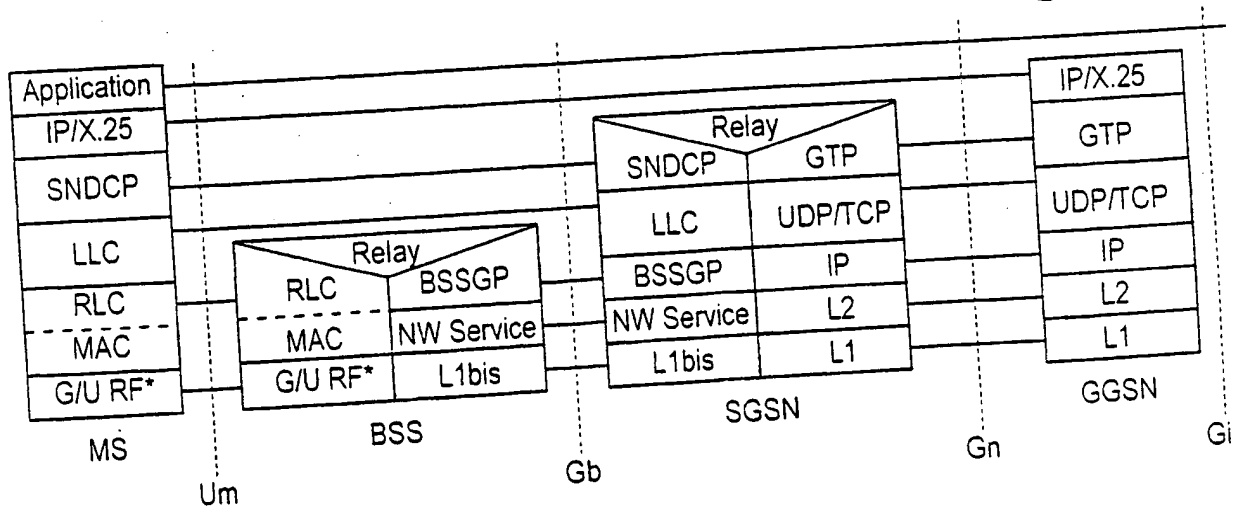 Application
IP/X.25
SNDCP
LLC
RLC
MAC
G/U RF*
MS
Um
Relay
RLC
BSSGP
MAC
NW Service
G/U RF*
L1bis
BSS
Gb
Relay
SNDCP
GTP
LLC
UDP/TCP
BSSGP
IP
NW Service
L2
L1bis
L1
SGSN
Gn
IP/X.25
GTP
UDP/TCP
IP
L2
L1
GGSN
Gi